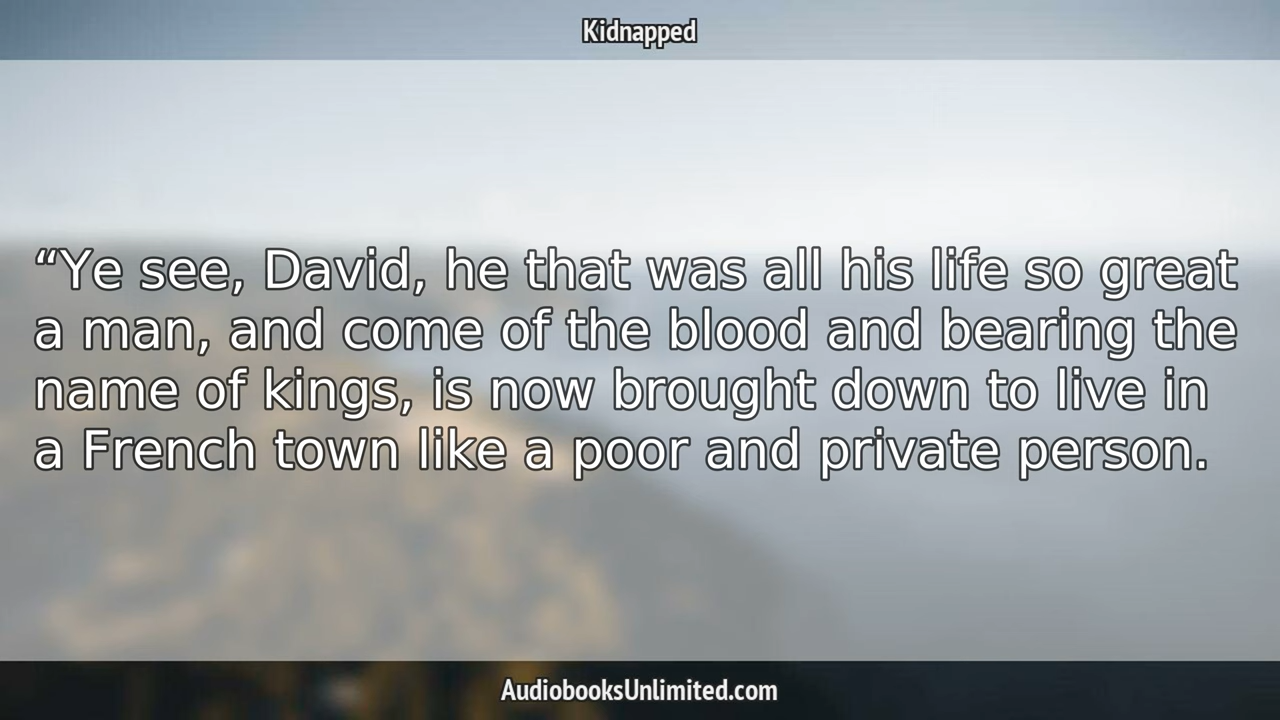 Kidnapped
“Ye see, David, he that was all his life so great
a man, and come of the blood and bearing the
name of kings, is now brought down to live in
a French town like a poor and private person.
AudiobooksUnlimited.com